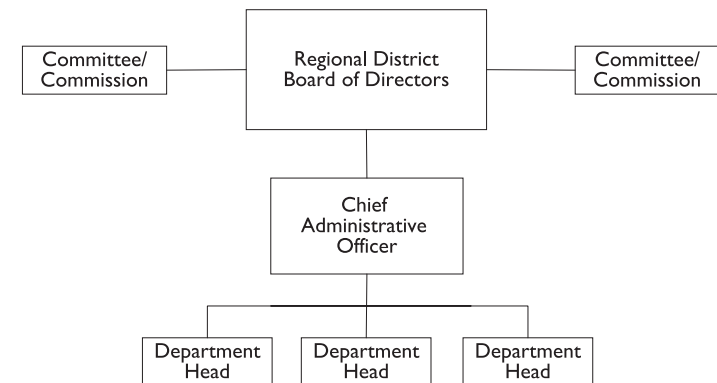 Committee/
Commission
Regional District
Board of Directors
Committee/
Commission
Chief
Administrative
Officer
Department
Head
Department
Head
Department
Head